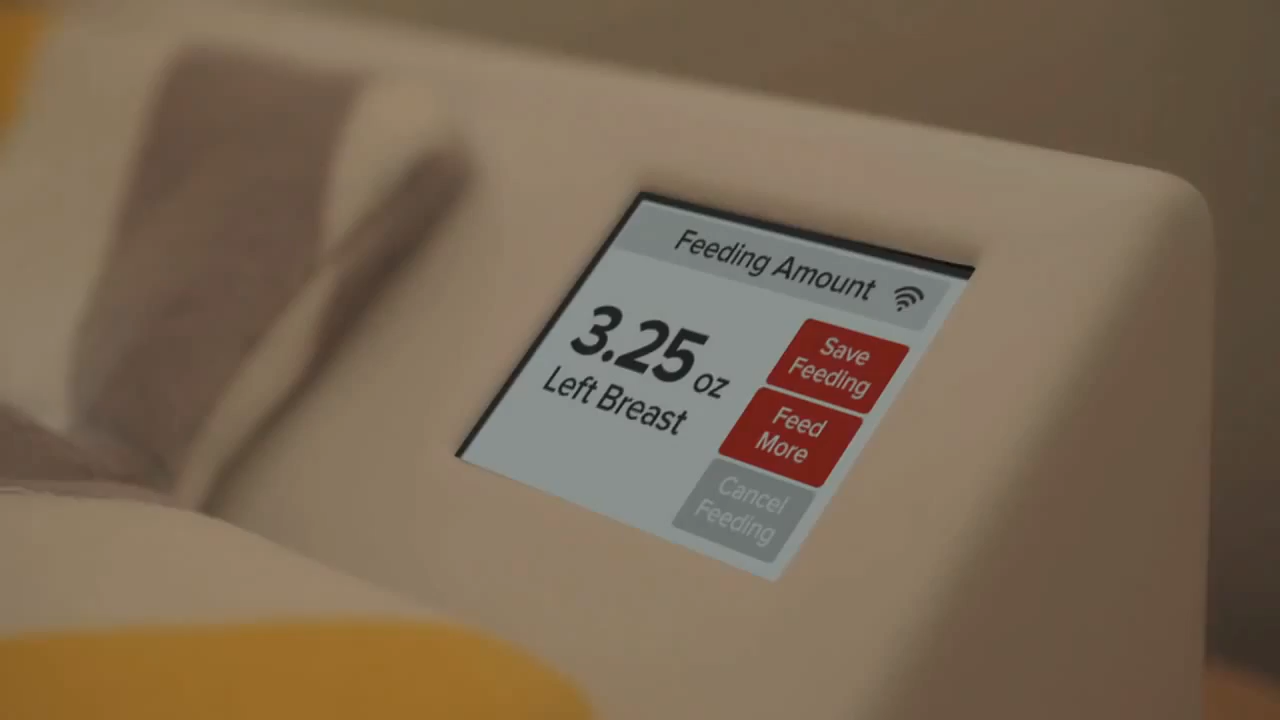 Feeding Amount
3.25 oz
Left Breast
Save
Feeding
Feed
More
Cancel
Feeding